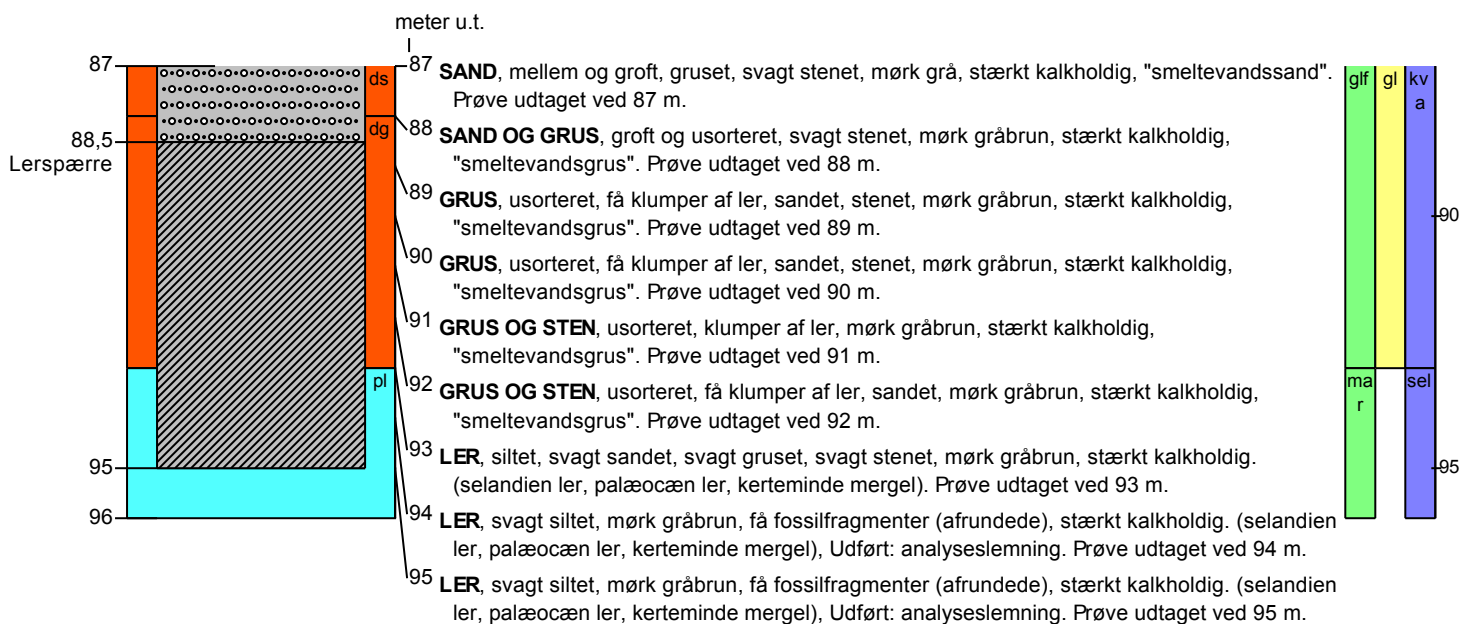 meter u.t.
87
87 SAND, mellem og groft, gruset, svagt stenet, mørk grå, stærkt kalkholdig, "smeltevandssand".
Prøve udtaget ved 87 m.
ds
glf gl kv
a
88 SAND OG GRUS, groft og usorteret, svagt stenet, mørk gråbrun, stærkt kalkholdig,
"smeltevandsgrus". Prøve udtaget ved 88 m.
dg
88,5
Lerspærre
89 GRUS, usorteret, få klumper af ler, sandet, stenet, mørk gråbrun, stærkt kalkholdig,
"smeltevandsgrus". Prøve udtaget ved 89 m.
90
90 GRUS, usorteret, få klumper af ler, sandet, stenet, mørk gråbrun, stærkt kalkholdig,
"smeltevandsgrus". Prøve udtaget ved 90 m.
91 GRUS OG STEN, usorteret, klumper af ler, mørk gråbrun, stærkt kalkholdig,
"smeltevandsgrus". Prøve udtaget ved 91 m.
pl
ma
r
sel
92 GRUS OG STEN, usorteret, få klumper af ler, sandet, mørk gråbrun, stærkt kalkholdig,
"smeltevandsgrus". Prøve udtaget ved 92 m.
93 LER, siltet, svagt sandet, svagt gruset, svagt stenet, mørk gråbrun, stærkt kalkholdig.
(selandien ler, palæocæn ler, kerteminde mergel). Prøve udtaget ved 93 m.
95
95
96
94 LER, svagt siltet, mørk gråbrun, få fossilfragmenter (afrundede), stærkt kalkholdig. (selandien
ler, palæocæn ler, kerteminde mergel), Udført: analyseslemning. Prøve udtaget ved 94 m.
95 LER, svagt siltet, mørk gråbrun, få fossilfragmenter (afrundede), stærkt kalkholdig. (selandien
ler, palæocæn ler, kerteminde mergel), Udført: analyseslemning. Prøve udtaget ved 95 m.